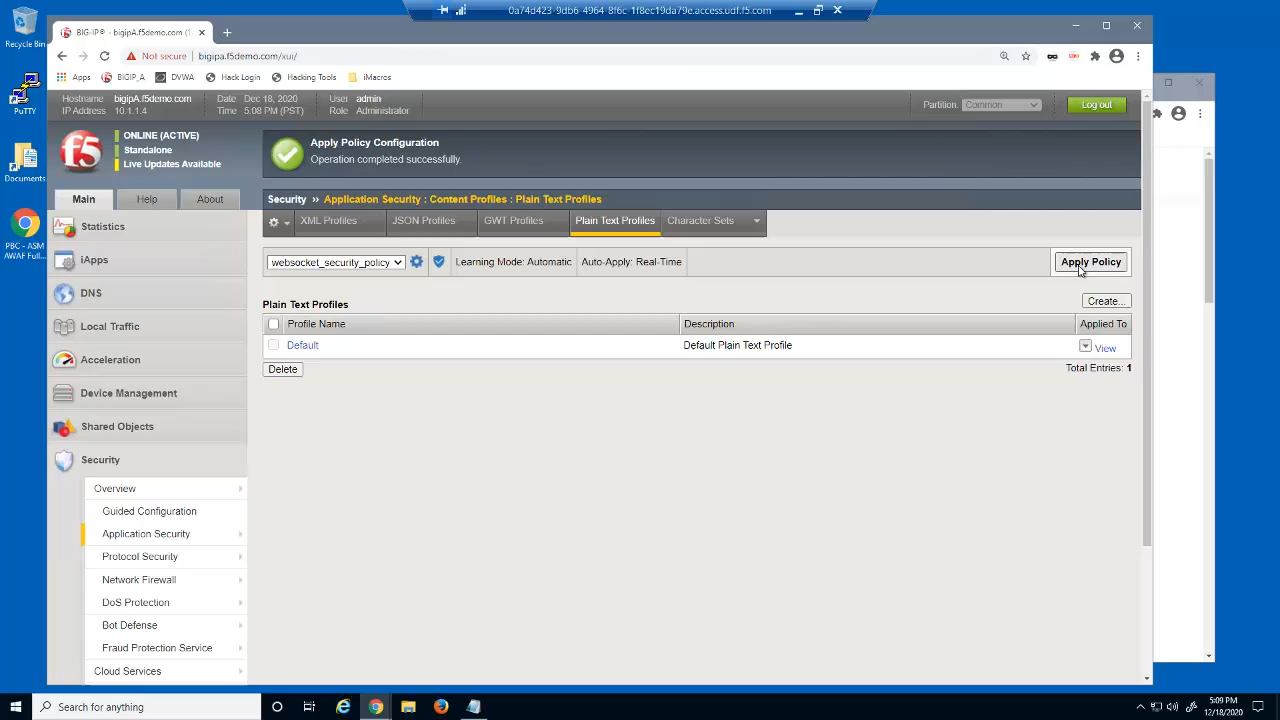 0a74d423-9db6-4964-8f6c-1f8ec19da79e.access.udf.f5.com
Recycle Bin
PuTTY
Documents
PBC - ASM
AWAF Full...
BIG-IP® - bigipa.f5demo.com (1
Not secure
bigipa.f5demo.com/xui/
Apps
BIGIP_A
DVWA
Hack Login
Hacking Tools
iMacros
Hostname bigipA.f5demo.com
IP Address 10.1.1.4
Date Dec 18, 2020
Time 5:08 PM (PST)
User admin
Role Administrator
Partition: Common
Log out
f5
ONLINE (ACTIVE)
Standalone
Live Updates Available
Apply Policy Configuration
Operation completed successfully.
Main
Help
About
Security ›› Application Security : Content Profiles : Plain Text Profiles
XML Profiles
JSON Profiles
GWT Profiles
Plain Text Profiles
Character Sets
websocket_security_policy
Learning Mode: Automatic
Auto-Apply: Real-Time
Apply Policy
Plain Text Profiles
Create...
Profile Name
Description
Applied To
Default
Default Plain Text Profile
View
Delete
Total Entries: 1
Statistics
iApps
DNS
Local Traffic
Acceleration
Device Management
Shared Objects
Security
Overview
Guided Configuration
Application Security
Protocol Security
Network Firewall
DoS Protection
Bot Defense
Fraud Protection Service
Cloud Services
Search for anything
5:09 PM
12/18/2020